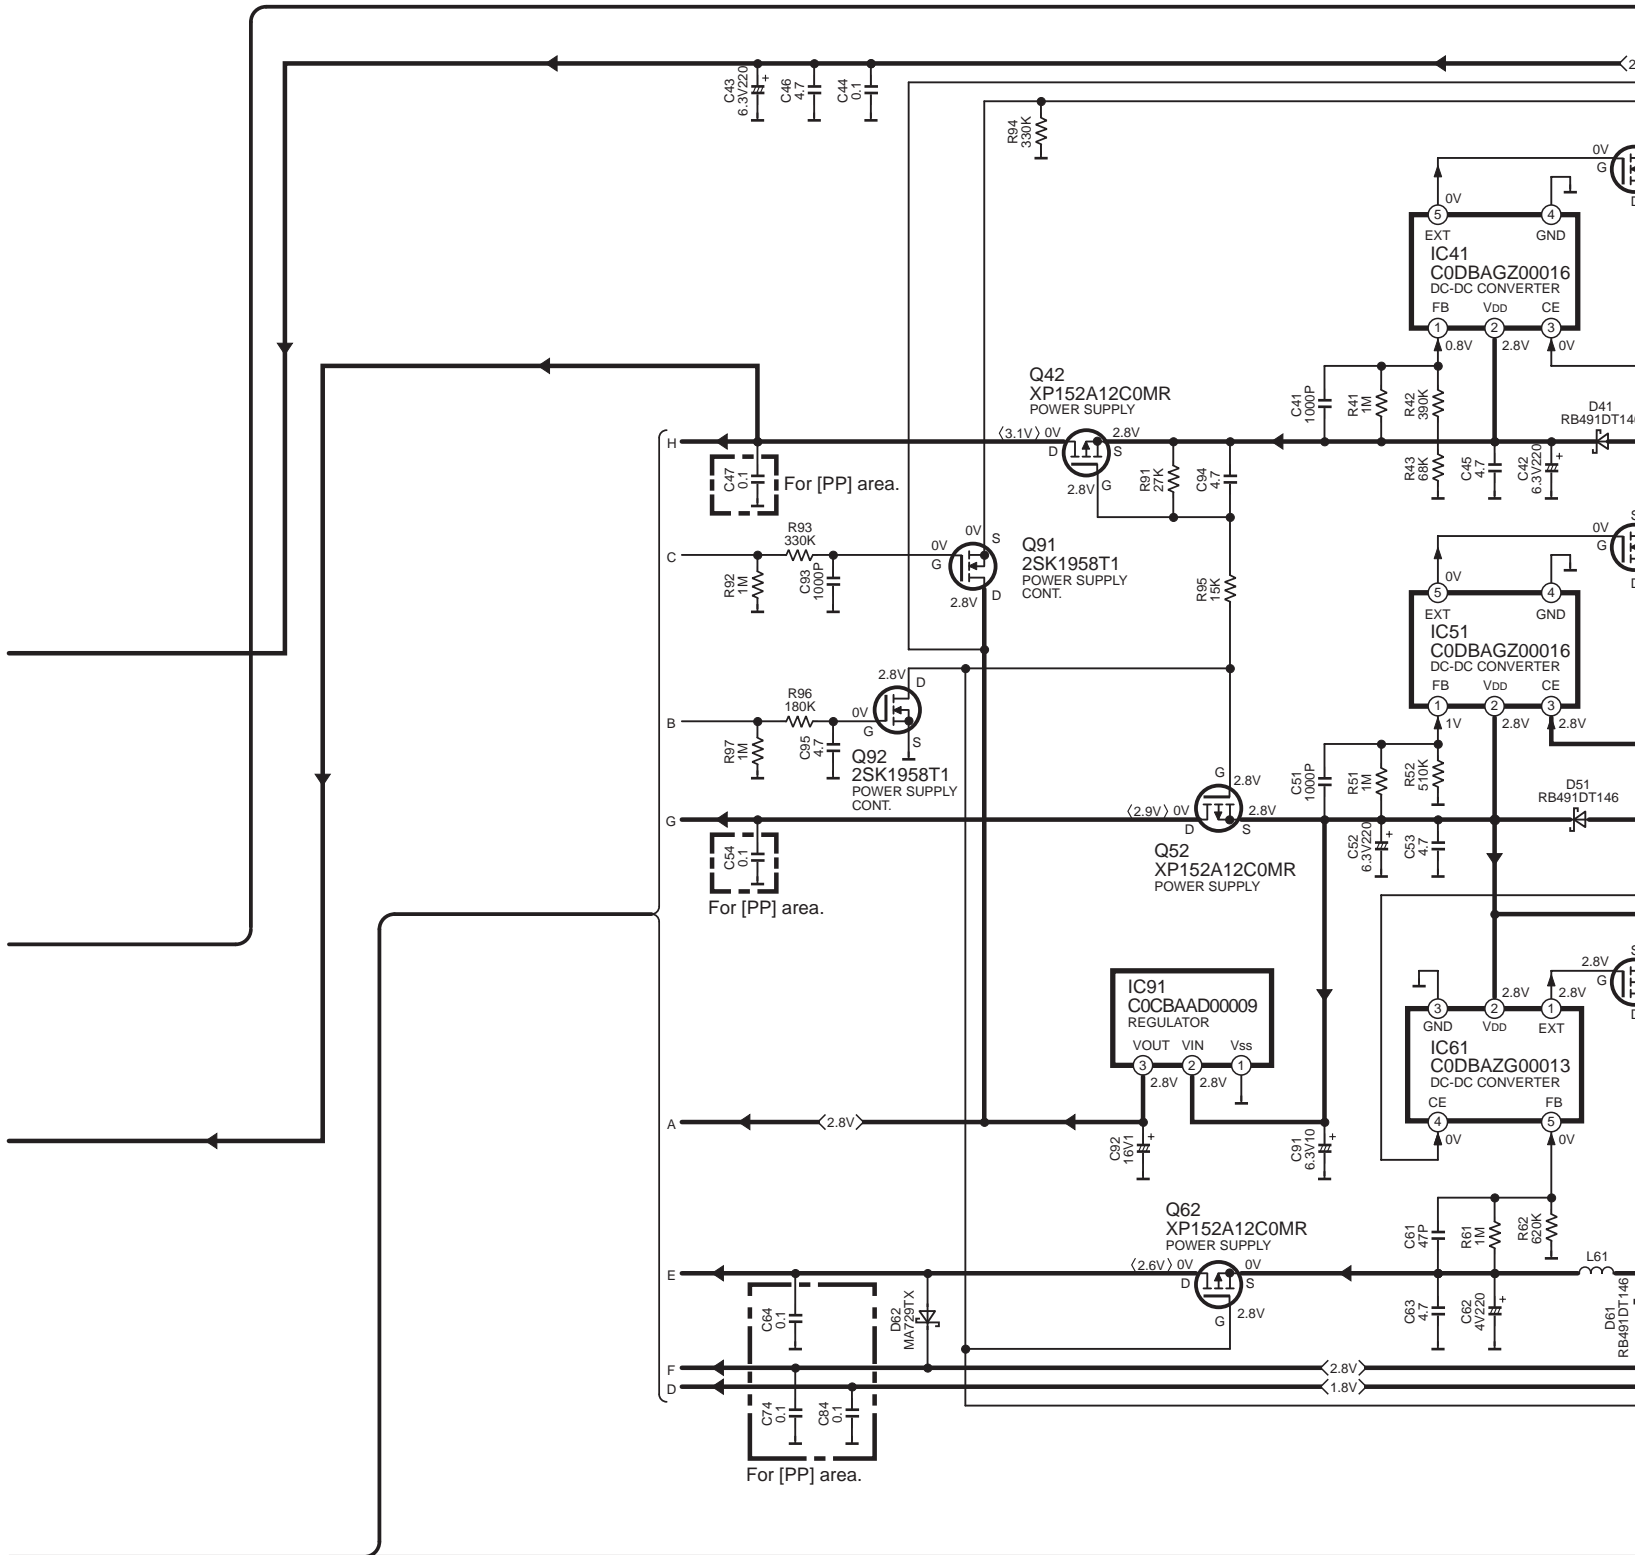 C43
6.3V220
+
C46
4.7
C44
0.1
R94
330K
0V
G
0V
5
4
EXT
GND
IC41
C0DBAGZ00016
DC-DC CONVERTER
FB
VDD
CE
1
2
3
0.8V
2.8V
0V
Q42
XP152A12C0MR
POWER SUPPLY
C41
1000P
R41
1M
R42
390K
D41
RB491DT146
H
〈3.1V〉 0V
2.8V
D
S
2.8V
G
C47
0.1
For [PP] area.
R91
27K
C94
4.7
R43
68K
C45
4.7
C42
6.3V220
+
R93
330K
0V
S
0V
G
C
R92
1M
C93
1000P
2.8V
D
Q91
2SK1958T1
POWER SUPPLY
CONT.
R95
15K
S
0V
G
0V
5
4
EXT
GND
IC51
C0DBAGZ00016
DC-DC CONVERTER
FB
VDD
CE
1
2
3
1V
2.8V
2.8V
2.8V
D
R96
180K
0V
G
S
B
R97
1M
C95
4.7
Q92
2SK1958T1
POWER SUPPLY
CONT.
G
2.8V
C51
1000P
R51
1M
R52
510K
D51
RB491DT146
G
〈2.9V〉 0V
2.8V
D
S
C54
0.1
For [PP] area.
Q52
XP152A12C0MR
POWER SUPPLY
C52
6.3V220
+
C53
4.7
IC91
C0CBAAD00009
REGULATOR
VOUT
VIN
Vss
3
2
1
2.8V
2.8V
2.8V
G
2.8V
2.8V
3
2
1
GND
VDD
EXT
IC61
C0DBAZG00013
DC-DC CONVERTER
CE
FB
4
5
0V
0V
A
〈2.8V〉
C92
16V1
+
C91
6.3V10
+
Q62
XP152A12C0MR
POWER SUPPLY
C61
47P
R61
1M
R62
620K
L61
E
〈2.6V〉 0V
0V
D
S
2.8V
G
C64
0.1
D62
MA729TX
C63
4.7
C62
4V220
+
D61
RB491DT146
F
〈2.8V〉
D
〈1.8V〉
C74
0.1
C84
0.1
For [PP] area.